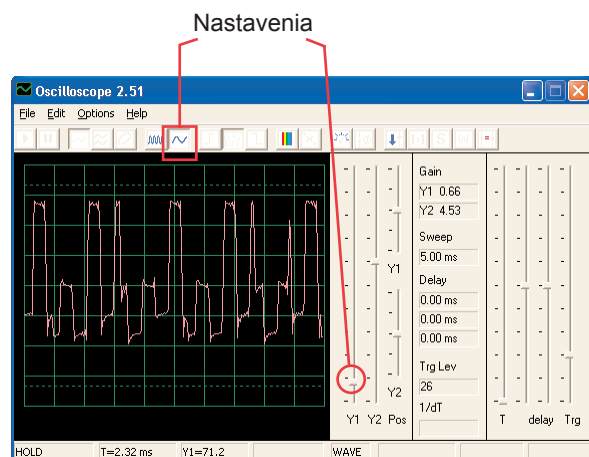 Nastavenia
Oscilloscope 2.51
File Edit Options Help
Gain
Y1 0.66
Y2 4.53
Sweep
5.00 ms
Y1
Delay
0.00 ms
0.00 ms
0.00 ms
Trg Lev
26
Y2
1/dT
Y1 Y2 Pos
T delay Trg
HOLD T=2.32 ms Y1=71.2 WAVE